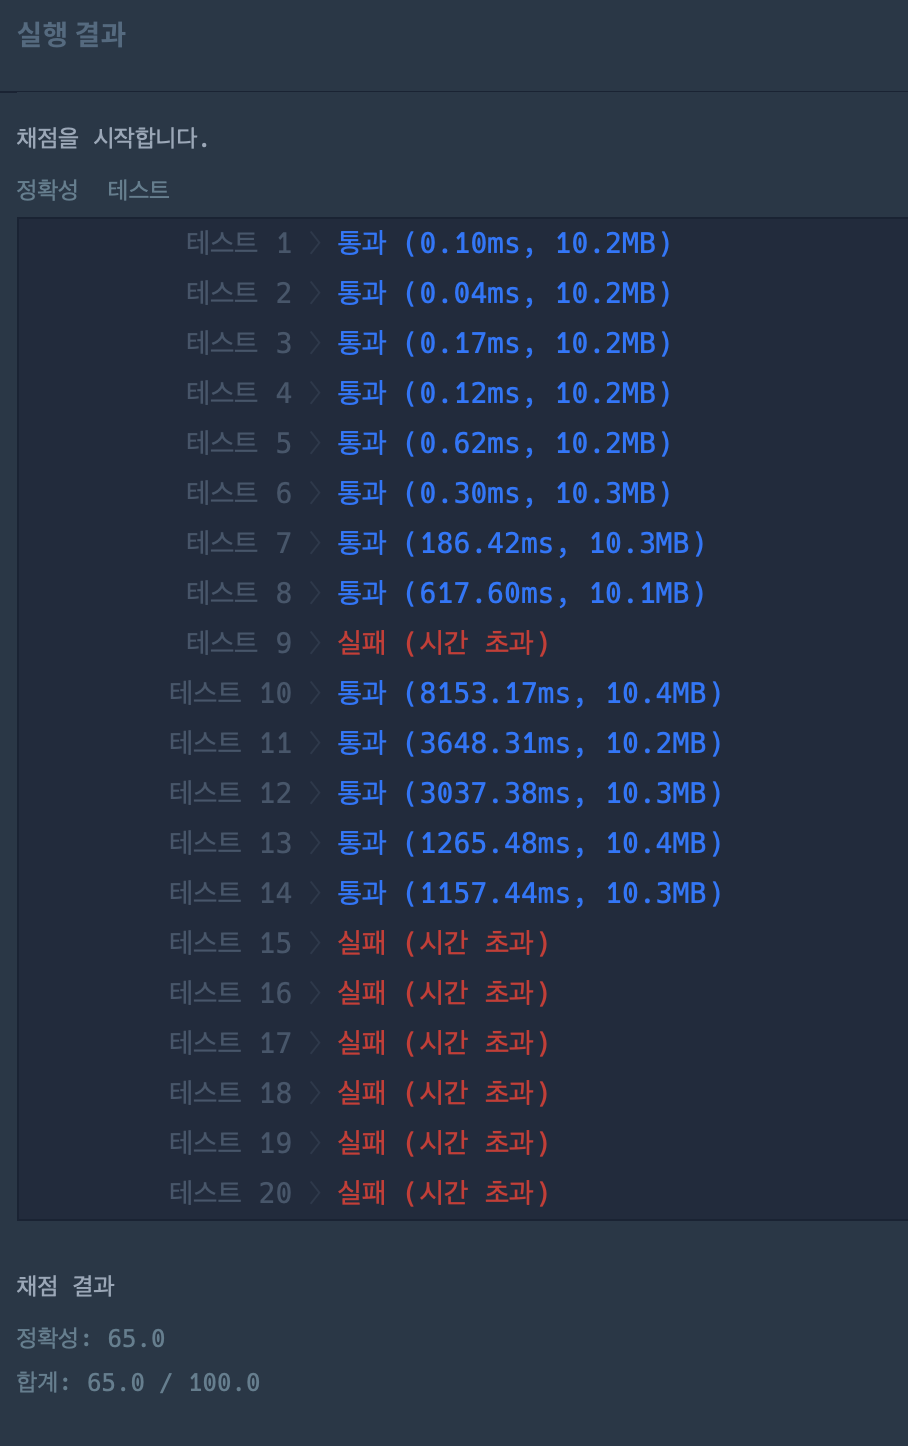 실행 결과
채점을 시작합니다.
정확성 테스트
테스트 1 〉 통과 (0.10ms, 10.2MB)
테스트 2 〉 통과 (0.04ms, 10.2MB)
테스트 3 〉 통과 (0.17ms, 10.2MB)
테스트 4 〉 통과 (0.12ms, 10.2MB)
테스트 5 〉 통과 (0.62ms, 10.2MB)
테스트 6 〉 통과 (0.30ms, 10.3MB)
테스트 7 〉 통과 (186.42ms, 10.3MB)
테스트 8 〉 통과 (617.60ms, 10.1MB)
테스트 9 〉 실패 (시간 초과)
테스트 10 〉 통과 (8153.17ms, 10.4MB)
테스트 11 〉 통과 (3648.31ms, 10.2MB)
테스트 12 〉 통과 (3037.38ms, 10.3MB)
테스트 13 〉 통과 (1265.48ms, 10.4MB)
테스트 14 〉 통과 (1157.44ms, 10.3MB)
테스트 15 〉 실패 (시간 초과)
테스트 16 〉 실패 (시간 초과)
테스트 17 〉 실패 (시간 초과)
테스트 18 〉 실패 (시간 초과)
테스트 19 〉 실패 (시간 초과)
테스트 20 〉 실패 (시간 초과)
채점 결과
정확성: 65.0
합계: 65.0 / 100.0